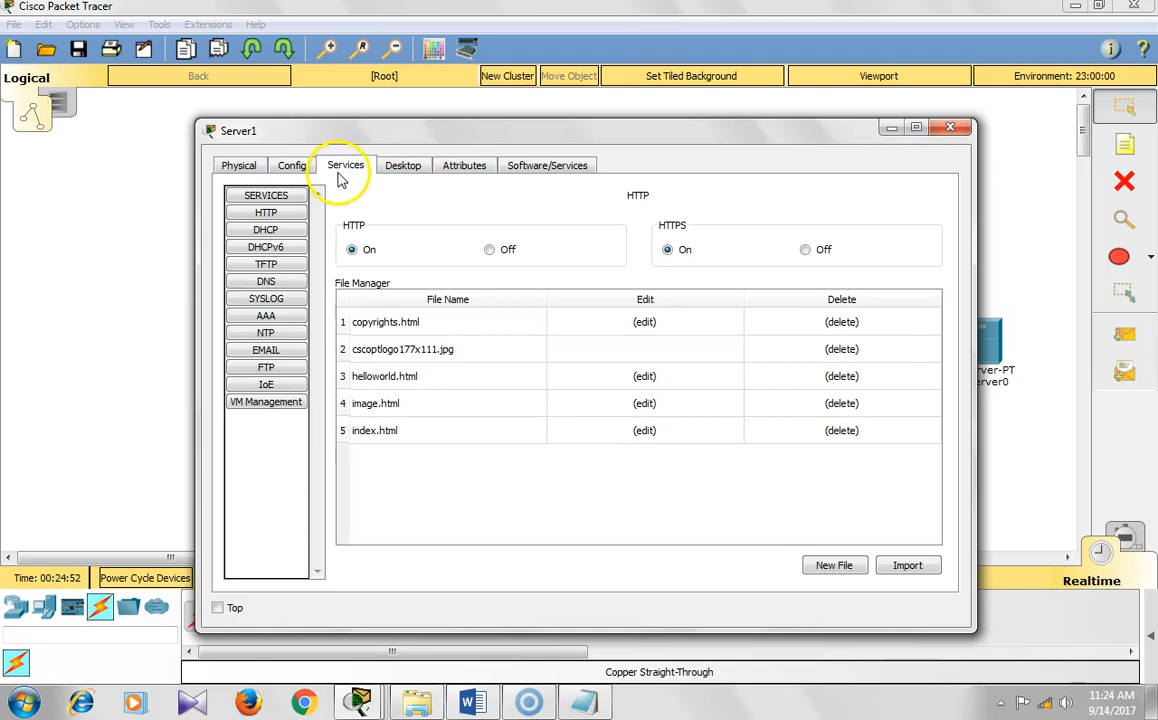 Cisco Packet Tracer
File Edit Options View Tools Extensions Help
Logical Back [Root] New Cluster Move Object Set Tiled Background Viewport Environment: 23:00:00
Server1
Physical Config Services Desktop Attributes Software/Services
SERVICES
HTTP
DHCP
DHCPv6
TFTP
DNS
SYSLOG
AAA
NTP
EMAIL
FTP
IoE
VM Management
HTTP
HTTP HTTPS
On Off On Off
File Manager
File Name Edit Delete
1 copyrights.html (edit) (delete)
2 cscoptlogo177x111.jpg (delete)
3 helloworld.html (edit) (delete)
4 image.html (edit) (delete)
5 index.html (edit) (delete)
New File Import
Top
erver-PT
erver0
Time: 00:24:52 Power Cycle Devices
Realtime
Copper Straight-Through
11:24 AM
9/14/2017